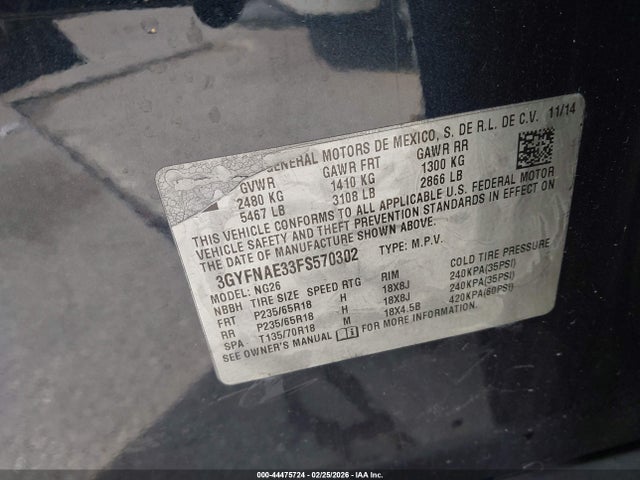 GENERAL MOTORS DE MEXICO, S. DE R.L. DE C.V. 11/14
GVWR GAWR FRT GAWR RR
2480 KG 1410 KG 1300 KG
5467 LB 3108 LB 2866 LB
THIS VEHICLE CONFORMS TO ALL APPLICABLE U.S. FEDERAL MOTOR
VEHICLE SAFETY AND THEFT PREVENTION STANDARDS IN EFFECT ON
THE DATE OF MANUFACTURE SHOWN ABOVE.
3GYFNAE33FS570302 TYPE: M.P.V.
MODEL: NG26
NBBH TIRE SIZE SPEED RTG RIM COLD TIRE PRESSURE
FRT P235/65R18 H 18X8J 240KPA(35PSI)
RR P235/65R18 H 18X8J 240KPA(35PSI)
SPA T135/70R18 M 18X4.5B 420KPA(60PSI)
SEE OWNER'S MANUAL FOR MORE INFORMATION.
000-44475724 - 02/25/2026 - IAA Inc.